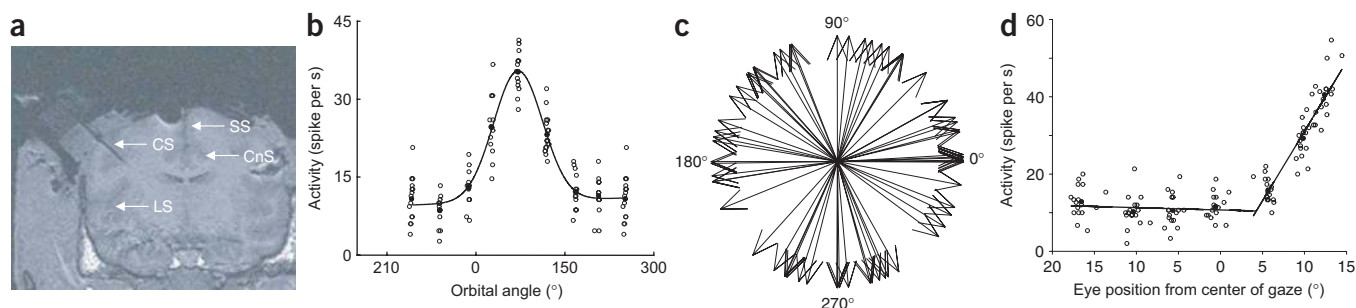 a
SS
CS
CnS
LS
b
Activity (spike per s)
45
30
15
0
210
0
150
300
Orbital angle (°)
c
90°
180°
0°
270°
d
Activity (spike per s)
60
40
20
0
20
15
10
5
0
5
10
15
Eye position from center of gaze (°)